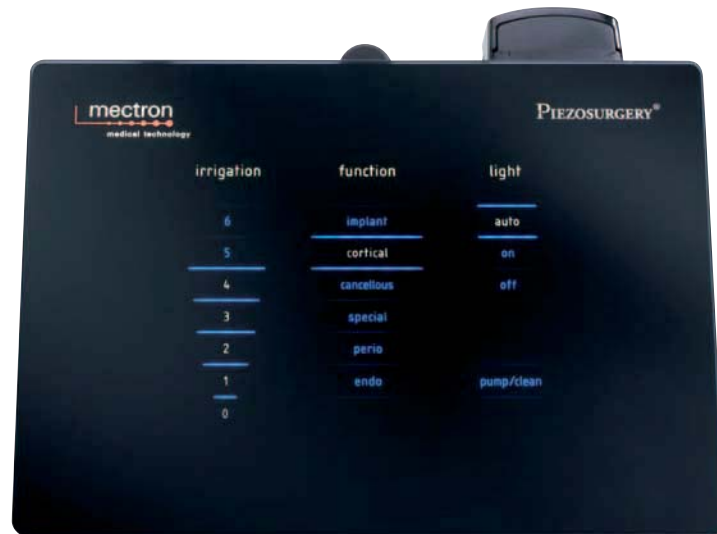 mectron
medical technology
PIEZOSURGERY®
irrigation function light
6 implant auto
5 cortical on
4 cancellous off
3 special
2 perio
1 endo pump/clean
0